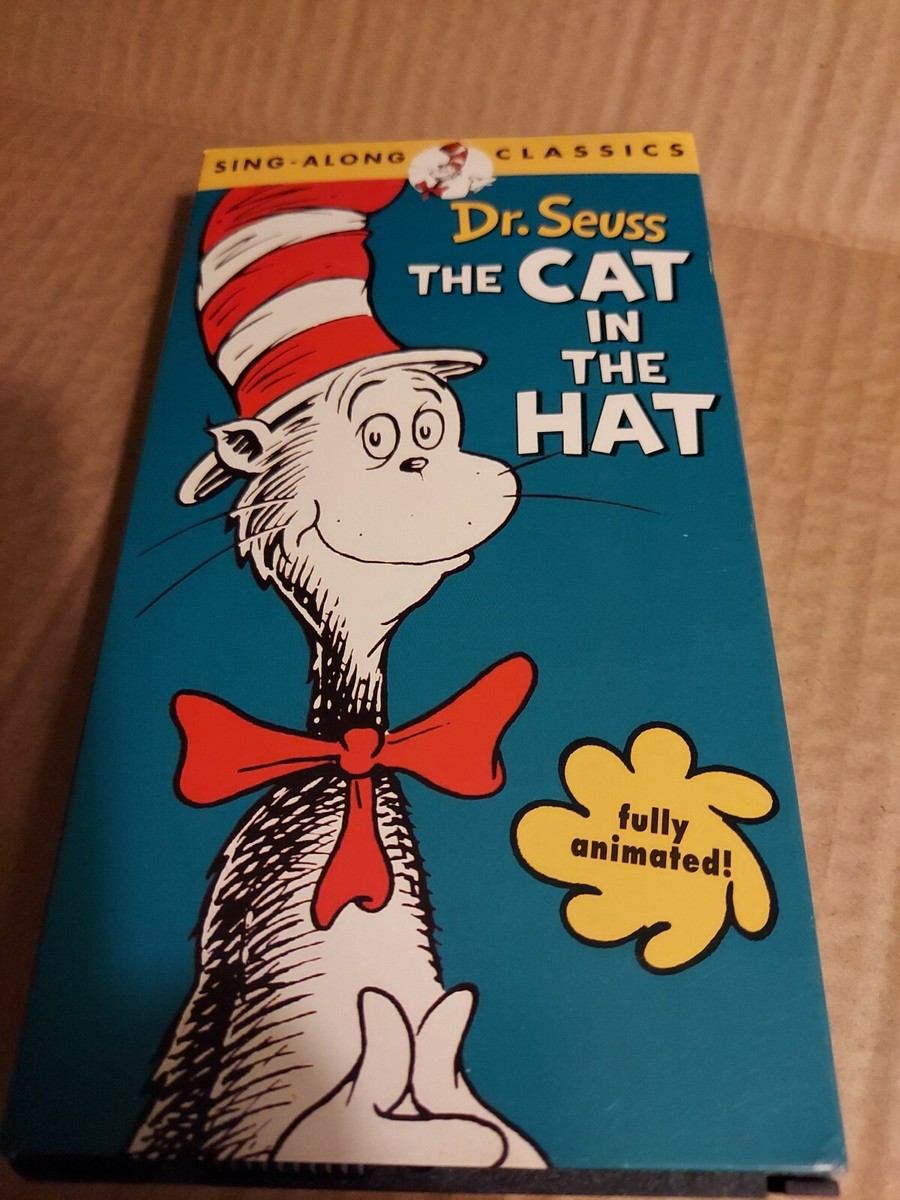 SING-ALONG CLASSICS
Dr. Seuss
THE CAT
IN
THE
HAT
fully
animated!